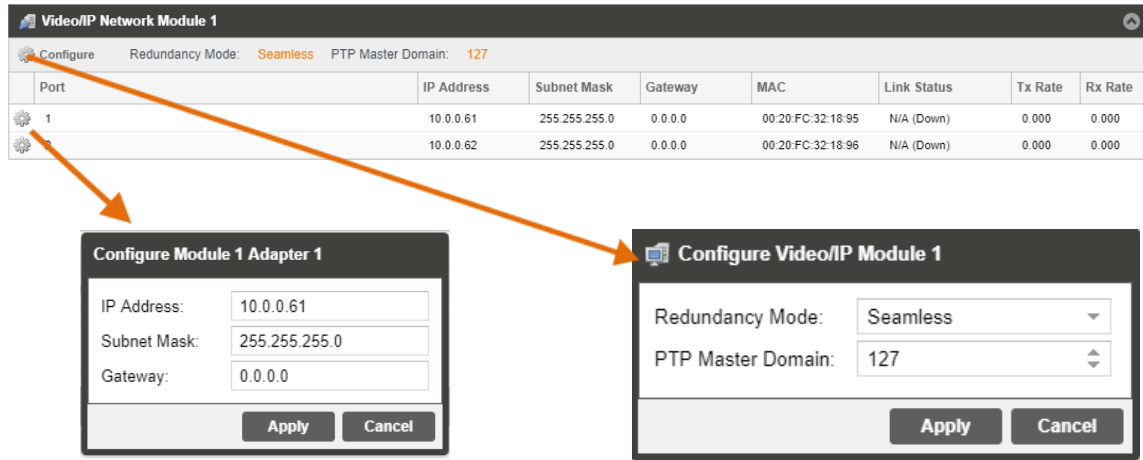 Video/IP Network Module 1
Configure Redundancy Mode: Seamless PTP Master Domain: 127
Port IP Address Subnet Mask Gateway MAC Link Status Tx Rate Rx Rate
1 10.0.0.61 255.255.255.0 0.0.0.0 00:20:FC:32:18:95 N/A (Down) 0.000 0.000
10.0.0.62 255.255.255.0 0.0.0.0 00:20:FC:32:18:96 N/A (Down) 0.000 0.000
Configure Module 1 Adapter 1
IP Address: 10.0.0.61
Subnet Mask: 255.255.255.0
Gateway: 0.0.0.0
Apply Cancel
Configure Video/IP Module 1
Redundancy Mode: Seamless
PTP Master Domain: 127
Apply Cancel